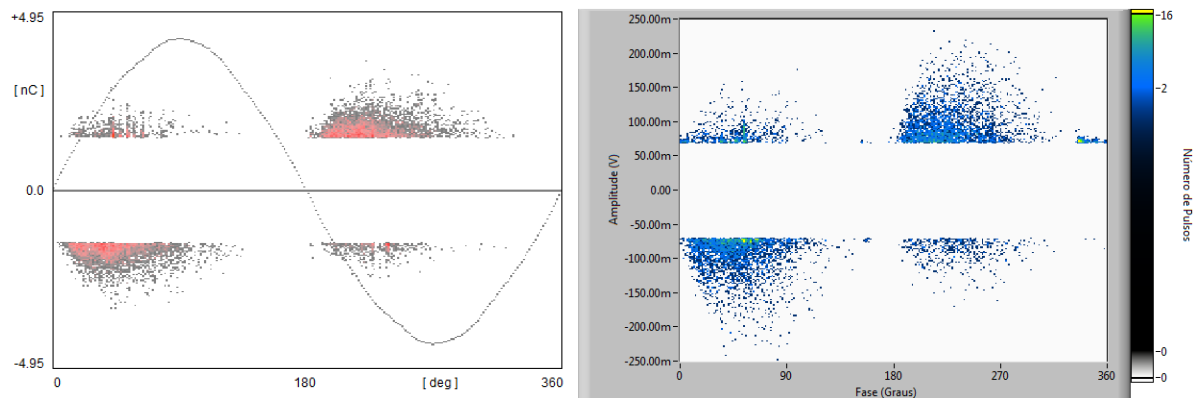 +4.95
[ nC ]
0.0
-4.95
0
180
[ deg ]
360
250.00m
200.00m
150.00m
100.00m
50.00m
0.00
-50.00m
-100.00m
-150.00m
-200.00m
-250.00m
Amplitude (V)
0
90
180
270
360
Fase (Graus)
16
2
0
0
Número de Pulsos